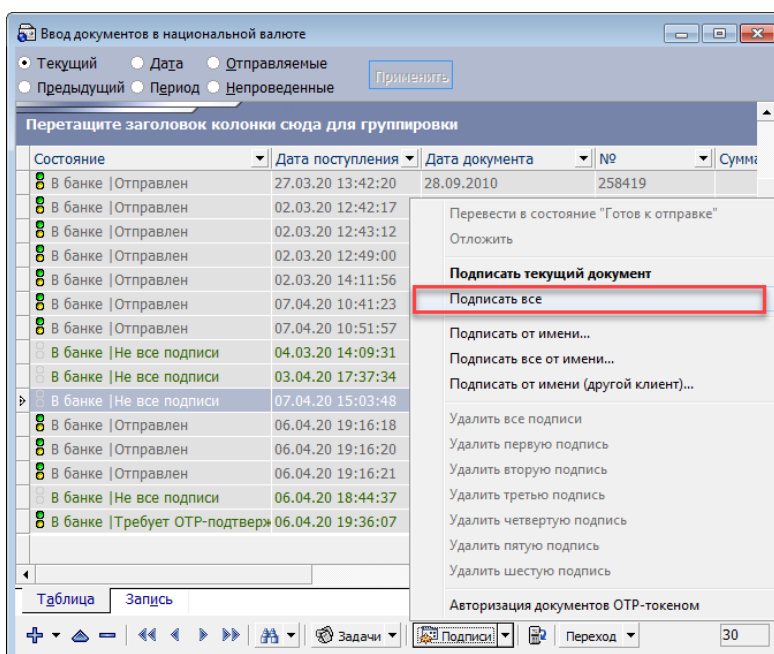 Ввод документов в национальной валюте
Текущий Дата Отправляемые
Предыдущий Период Непроведенные
Применить
Перетащите заголовок колонки сюда для группировки
Состояние Дата поступления Дата документа № Сумма
В банке |Отправлен 27.03.20 13:42:20 28.09.2010 258419
В банке |Отправлен 02.03.20 12:42:17
В банке |Отправлен 02.03.20 12:43:12
В банке |Отправлен 02.03.20 12:49:00
В банке |Отправлен 02.03.20 14:11:56
В банке |Отправлен 07.04.20 10:41:23
В банке |Отправлен 07.04.20 10:51:57
В банке |Не все подписи 04.03.20 14:09:31
В банке |Не все подписи 03.04.20 17:37:34
В банке |Не все подписи 07.04.20 15:03:48
В банке |Отправлен 06.04.20 19:16:18
В банке |Отправлен 06.04.20 19:16:20
В банке |Отправлен 06.04.20 19:16:21
В банке |Не все подписи 06.04.20 18:44:37
В банке |Требует OTP-подтверж 06.04.20 19:36:07
Перевести в состояние "Готов к отправке"
Отложить
Подписать текущий документ
Подписать все
Подписать от имени...
Подписать все от имени...
Подписать от имени (другой клиент)...
Удалить все подписи
Удалить первую подпись
Удалить вторую подпись
Удалить третью подпись
Удалить четвертую подпись
Удалить пятую подпись
Удалить шестую подпись
Авторизация документов OTP-токеном
Таблица Запись
Задачи Подписи Переход 30